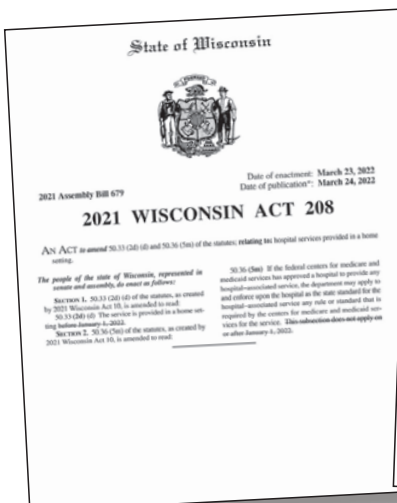 State of Wisconsin
2021 Assembly Bill 679
Date of enactment: March 23, 2022
Date of publication*: March 24, 2022
2021 WISCONSIN ACT 208
AN ACT to amend 50.33 (2d) (d) and 50.36 (5m) of the statutes; relating to: hospital services provided in a home
setting.
The people of the state of Wisconsin, represented in
senate and assembly, do enact as follows:
SECTION 1. 50.33 (2d) (d) of the statutes, as created
by 2021 Wisconsin Act 10, is amended to read:
50.33 (2d) (d) The service is provided in a home set-
ting before January 1, 2022.
SECTION 2. 50.36 (5m) of the statutes, as created by
2021 Wisconsin Act 10, is amended to read:
50.36 (5m) If the federal centers for medicare and
medicaid services has approved a hospital to provide any
hospital-associated service, the department may apply to
and enforce upon the hospital as the state standard for the
hospital-associated service any rule or standard that is
required by the centers for medicare and medicaid ser-
vices for the service. This subsection does not apply on
or after January 1, 2022.